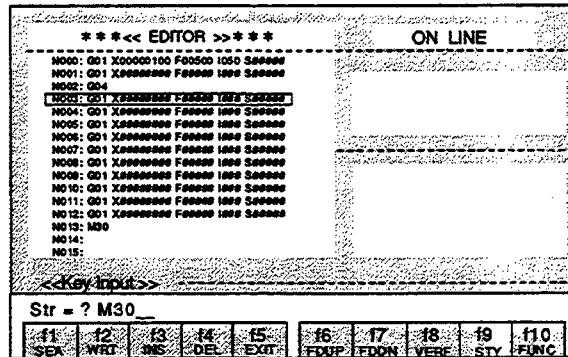 ***<< EDITOR >>***
ON LINE
N000: G01 X00000100 F00500 I050 S#####
N001: G01 X######## F##### I### S#####
N002: G04
N003: G01 X######## F##### I### S#####
N004: G01 X######## F##### I### S#####
N005: G01 X######## F##### I### S#####
N006: G01 X######## F##### I### S#####
N007: G01 X######## F##### I### S#####
N008: G01 X######## F##### I### S#####
N009: G01 X######## F##### I### S#####
N010: G01 X######## F##### I### S#####
N011: G01 X######## F##### I### S#####
N012: G01 X######## F##### I### S#####
N013: M30
N014:
N015:
<<Key Input>>
Str = ? M30__
f1 f2 f3 f4 f5 f6 f7 f8 f9 f10
SEA WRT INS DEL EXIT FDUP FDDN VERF STY FUNC